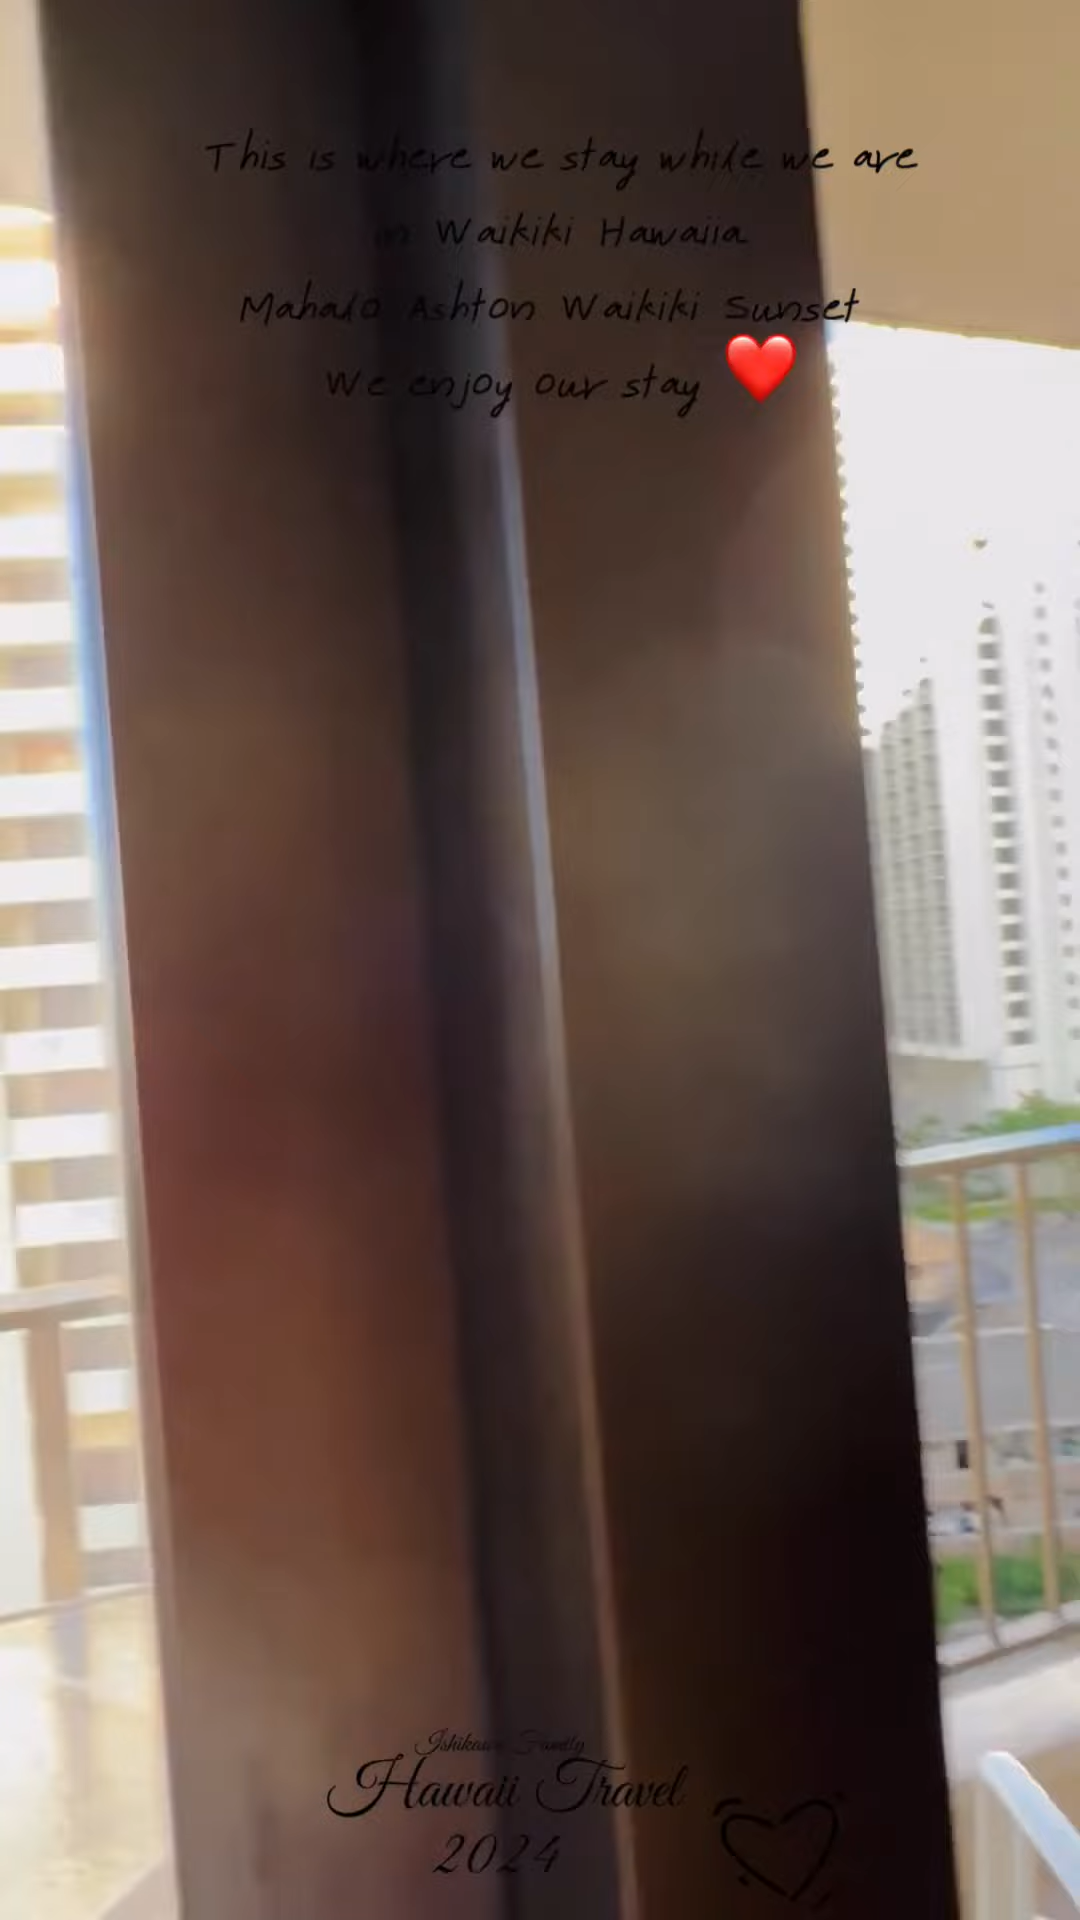 This is where we stay while we are
in Waikiki Hawaiia
Mahalo Ashton Waikiki Sunset
We enjoy our stay ❤️
Ishikawa Family
Hawaii Travel
2024